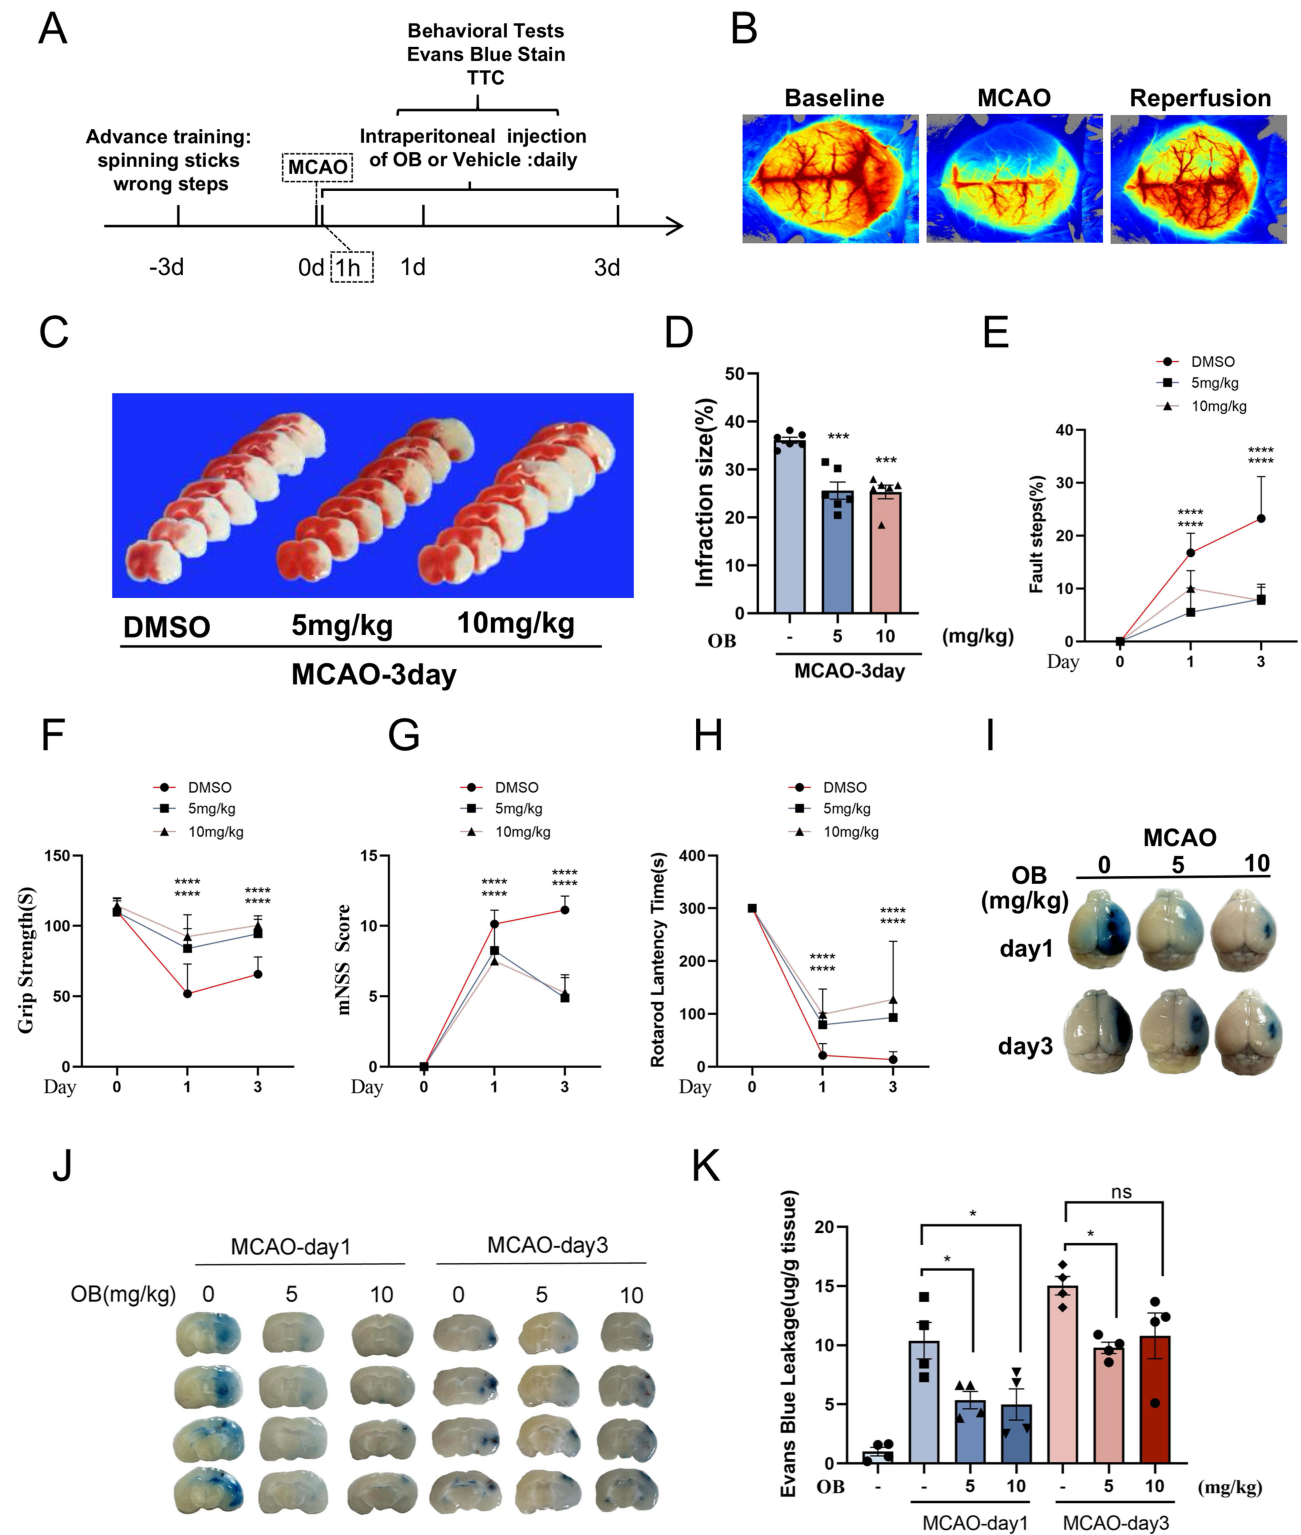 A
Behavioral Tests
Evans Blue Stain
TTC
Advance training:
spinning sticks
wrong steps
MCAO
Intraperitoneal injection
of OB or Vehicle :daily
-3d
0d
1h
1d
3d
B
Baseline
MCAO
Reperfusion
C
DMSO
5mg/kg
10mg/kg
MCAO-3day
D
Infraction size(%)
50
40
30
20
10
0
***
***
OB
-
5
10
(mg/kg)
MCAO-3day
E
DMSO
5mg/kg
10mg/kg
Fault steps(%)
40
30
20
10
0
****
****
****
****
Day
0
1
3
F
DMSO
5mg/kg
10mg/kg
Grip Strength(S)
150
100
50
0
****
****
****
****
Day
0
1
3
G
DMSO
5mg/kg
10mg/kg
mNSS Score
15
10
5
0
****
****
****
****
Day
0
1
3
H
DMSO
5mg/kg
10mg/kg
Rotarod Lantency Time(s)
400
300
200
100
0
****
****
****
****
Day
0
1
3
I
MCAO
OB
(mg/kg)
0
5
10
day1
day3
J
MCAO-day1
MCAO-day3
OB(mg/kg)
0
5
10
0
5
10
K
Evans Blue Leakage(ug/g tissue)
20
15
10
5
0
*
*
*
ns
OB
-
-
5
10
-
5
10
(mg/kg)
MCAO-day1
MCAO-day3